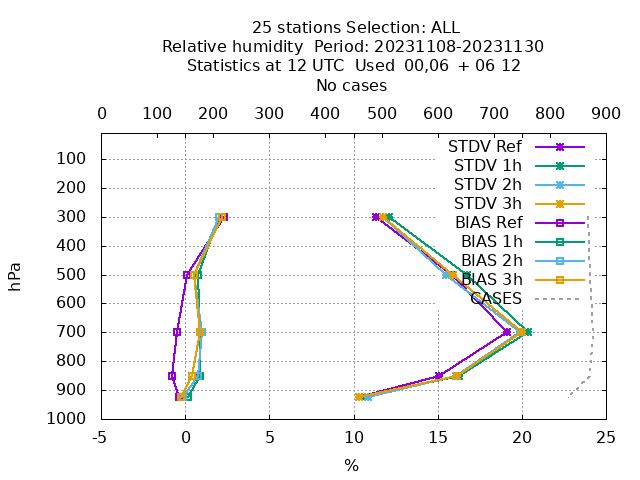 25 stations Selection: ALL
Relative humidity  Period: 20231108-20231130
Statistics at 12 UTC  Used  00,06  + 06 12
No cases
0 100 200 300 400 500 600 700 800 900
STDV Ref
STDV 1h
STDV 2h
STDV 3h
BIAS Ref
BIAS 1h
BIAS 2h
BIAS 3h
CASES
100
200
300
400
500
600
700
800
900
1000
hPa
-5 0 5 10 15 20 25
%